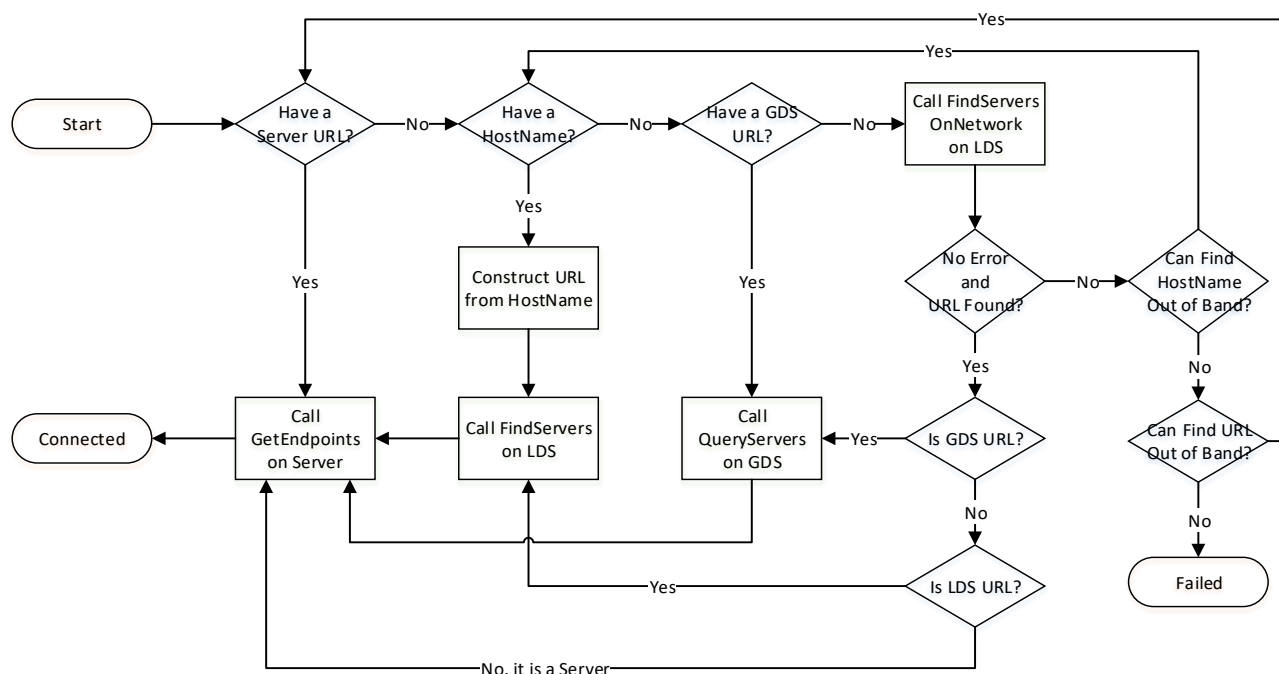 Yes
Yes
Start
Have a
Server URL?
No
Have a
HostName?
No
Have a GDS
URL?
No
Call FindServers
OnNetwork
on LDS
Yes
Yes
Yes
Construct URL
from HostName
No Error
and
URL Found?
No
Can Find
HostName
Out of Band?
Yes
No
Connected
Call
GetEndpoints
on Server
Call FindServers
on LDS
Call
QueryServers
on GDS
Yes
Is GDS URL?
Can Find URL
Out of Band?
No
No
Yes
Is LDS URL?
Failed
No, it is a Server